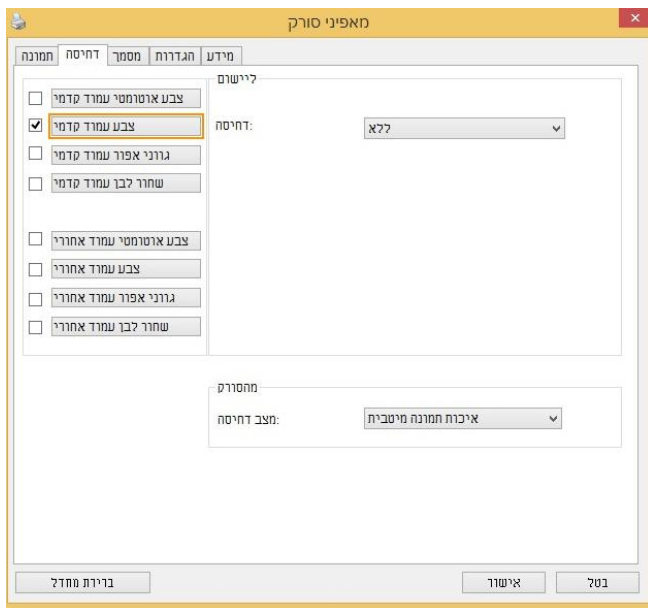 מאפיני סורק
תמונה דחיסה מסמך הגדרות מידע
צבע אוטומטי עמוד קדמי
צבע עמוד קדמי
גווני אפור עמוד קדמי
שחור לבן עמוד קדמי
צבע אוטומטי עמוד אחורי
צבע עמוד אחורי
גווני אפור עמוד אחורי
שחור לבן עמוד אחורי
ליישום
דחיסה: ללא
מהסורק
מצב דחיסה: איכות תמונה מיטבית
ברירת מחדל אישור בטל